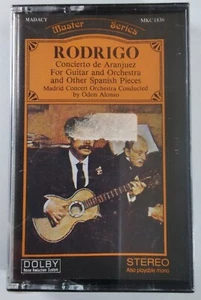 Master Series
MADACY
MKC 1839
RODRIGO
Concierto de Aranjuez
For Guitar and Orchestra
and Other Spanish Pieces
Madrid Concert Orchestra Conducted
by Odon Alonso
DOLBY
STEREO
Also playable mono